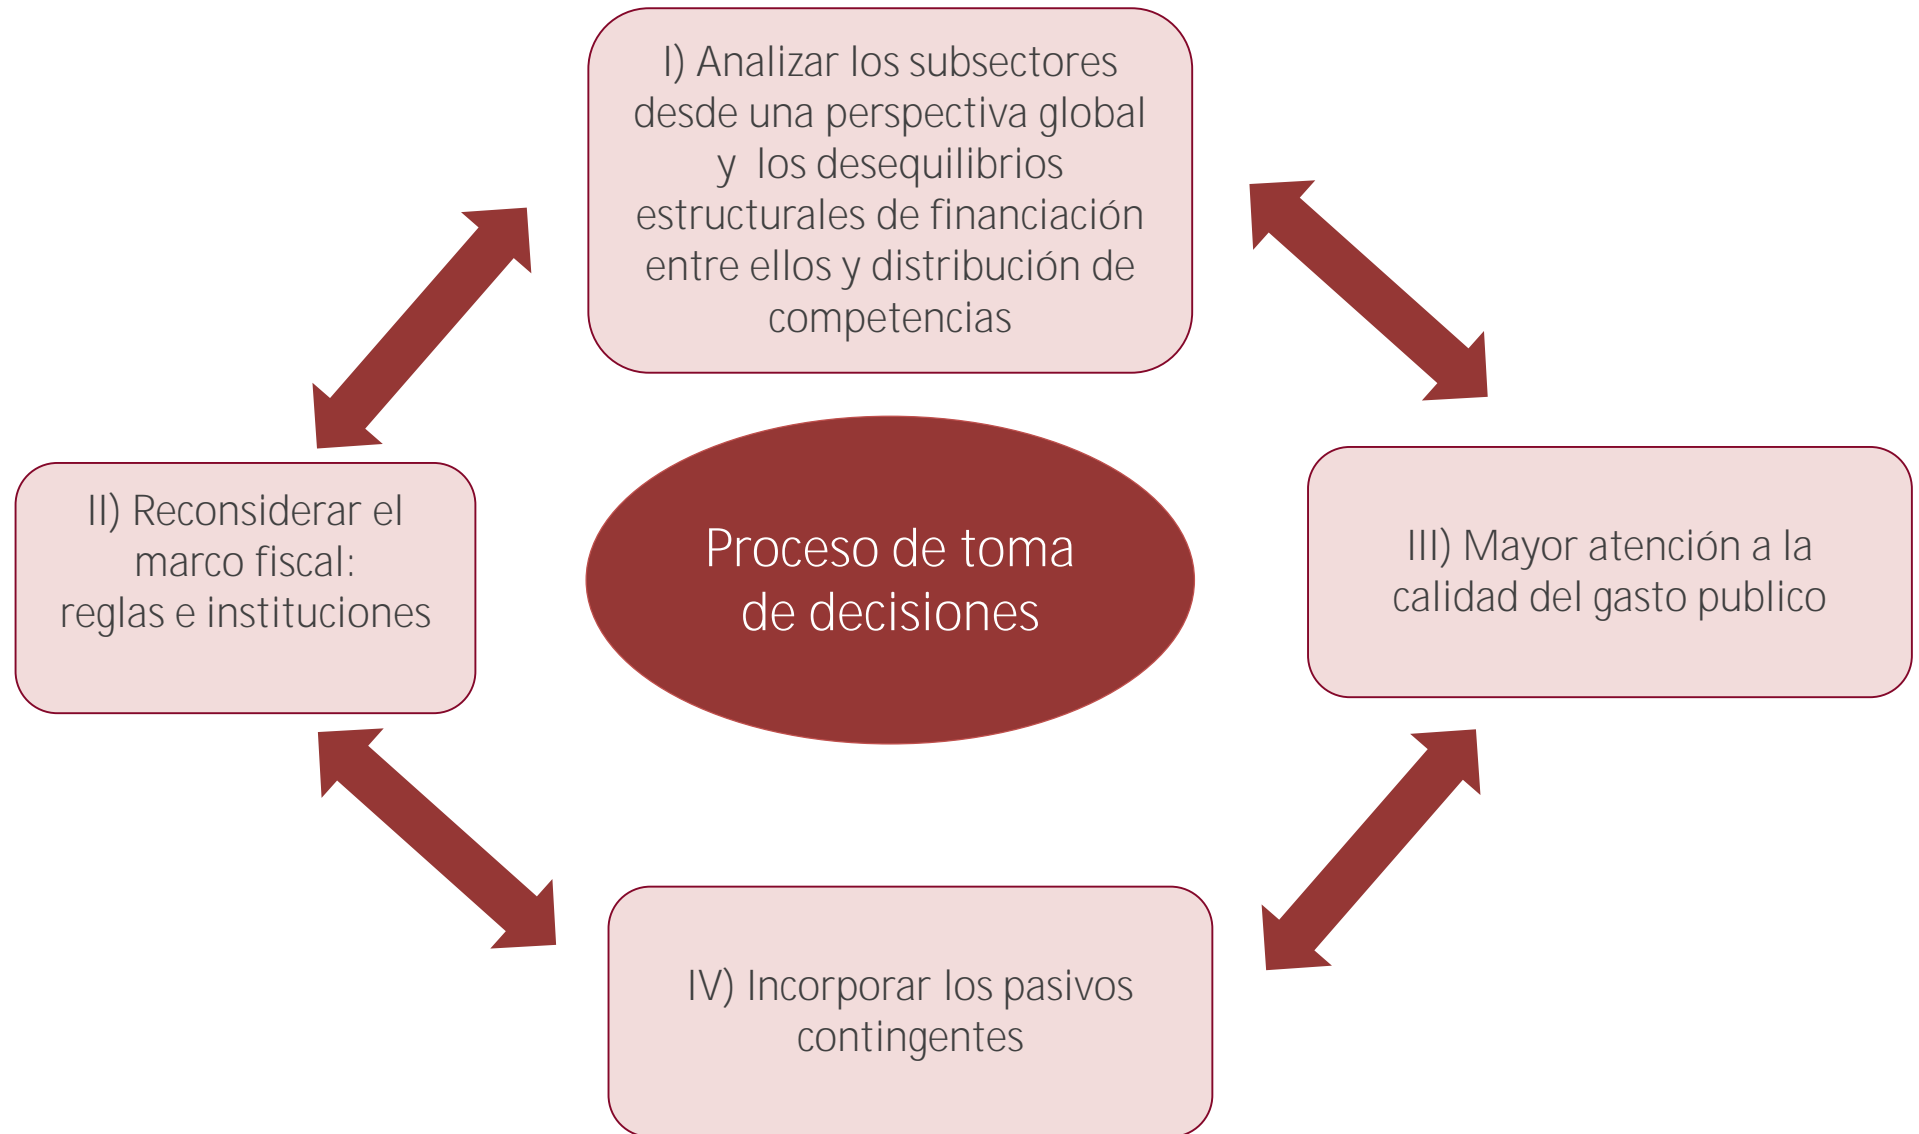 I) Analizar los subsectores
desde una perspectiva global
y los desequilibrios
estructurales de financiación
entre ellos y distribución de
competencias
II) Reconsiderar el
marco fiscal:
reglas e instituciones
Proceso de toma
de decisiones
III) Mayor atención a la
calidad del gasto publico
IV) Incorporar los pasivos
contingentes